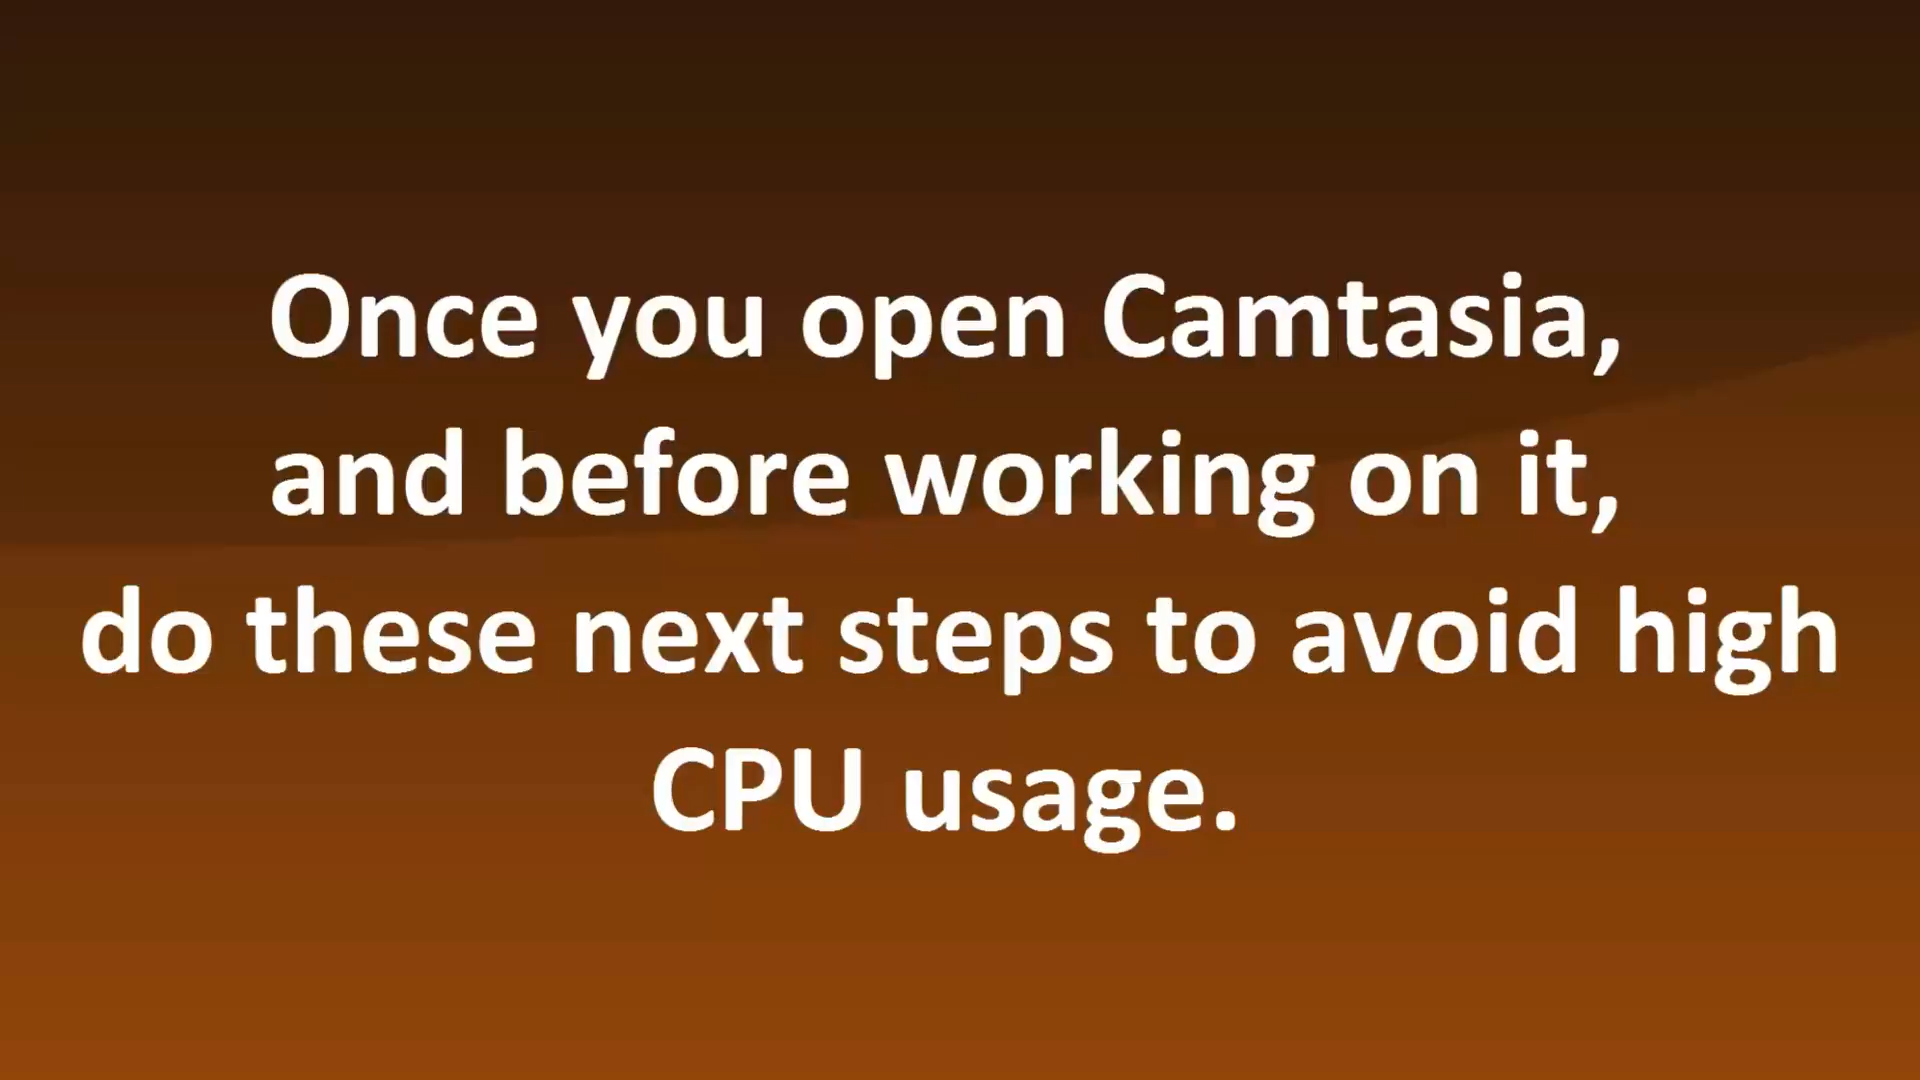 Once you open Camtasia,
and before working on it,
do these next steps to avoid high
CPU usage.